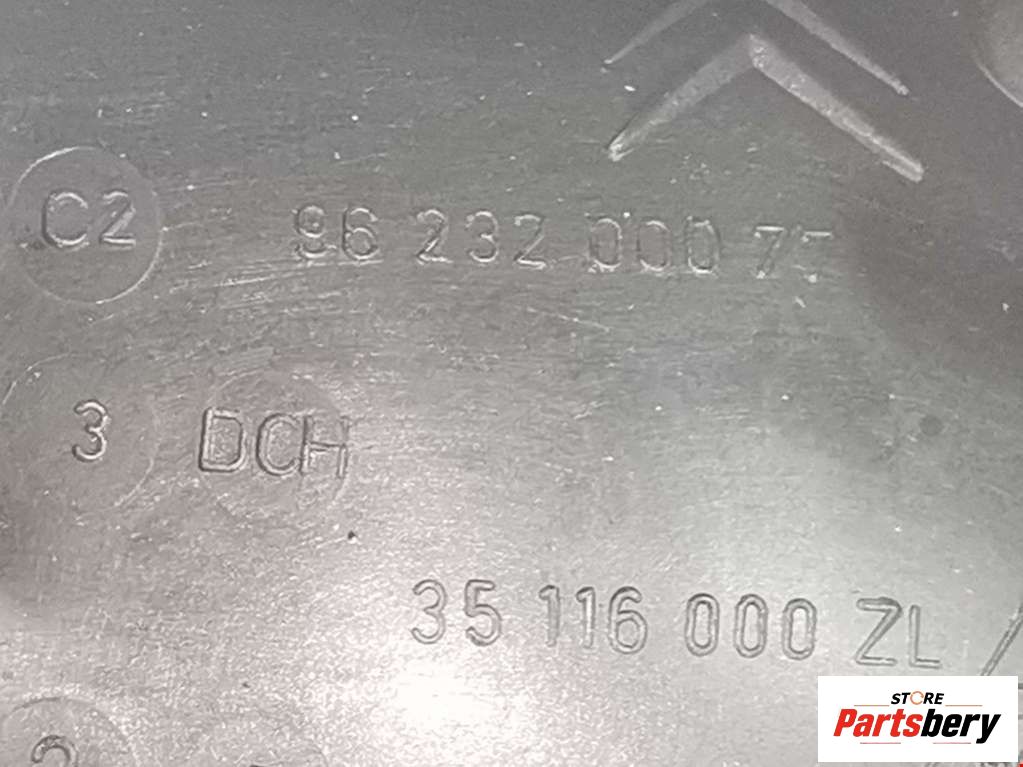 C2
96 232 000 77
3 DCH
35 116 000 ZL
STORE
Partsbery